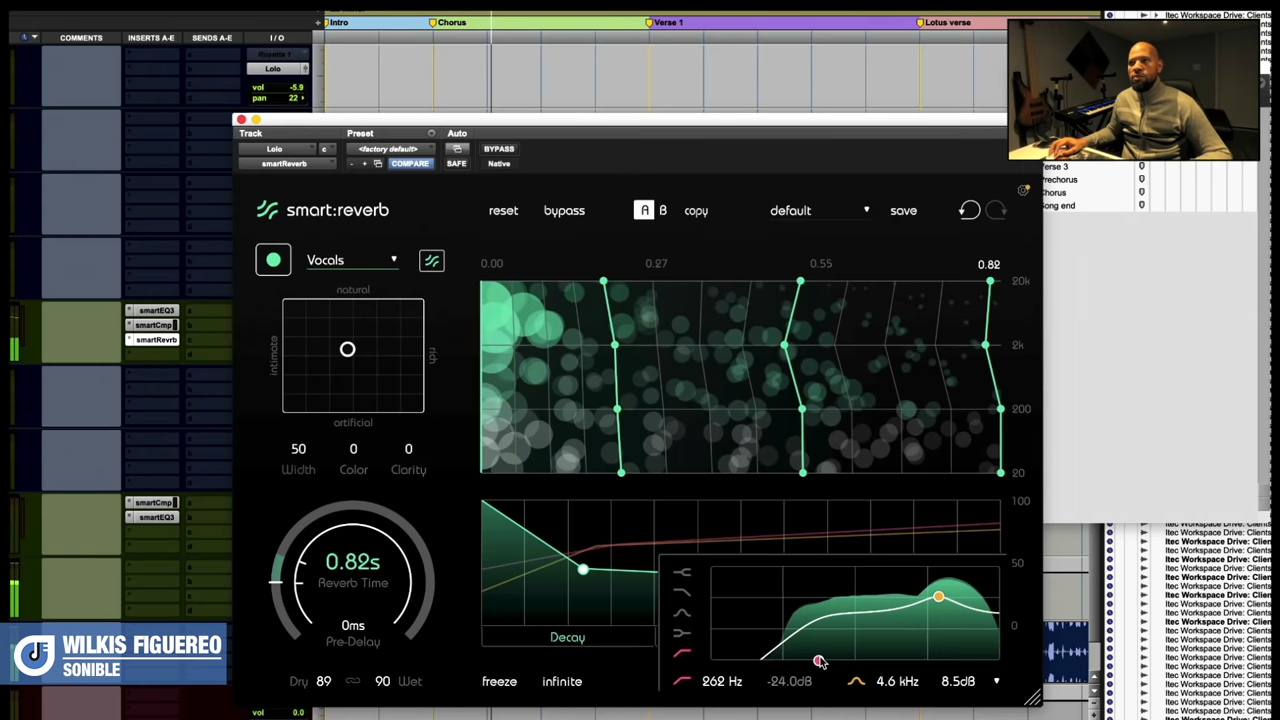 Intro
Chorus
Verse 1
Lotus verse
COMMENTS
INSERTS A-E
SENDS A-E
I / O
Lolo
vol -5.9
pan 22
Track
Preset
Auto
Lolo
c
<factory default>
BYPASS
smartReverb
- +
COMPARE
SAFE
Native
smart:reverb
reset
bypass
A B
copy
default
save
Vocals
natural
intimate
rich
artificial
50
0
0
Width
Color
Clarity
0.00
0.27
0.55
0.82
20k
2k
200
20
0.82s
Reverb Time
0ms
Pre-Delay
Dry 89
90 Wet
Decay
100
50
0
freeze
infinite
262 Hz
-24.0dB
4.6 kHz
8.5dB
smartEQ3
smartCmp
smartRevrb
a
b
c
d
smartCmp
smartEQ3
vol 0.0
Verse 3
Prechorus
Chorus
Song end
Itec Workspace Drive: Clients
WILKIS FIGUEREO
SONIBLE